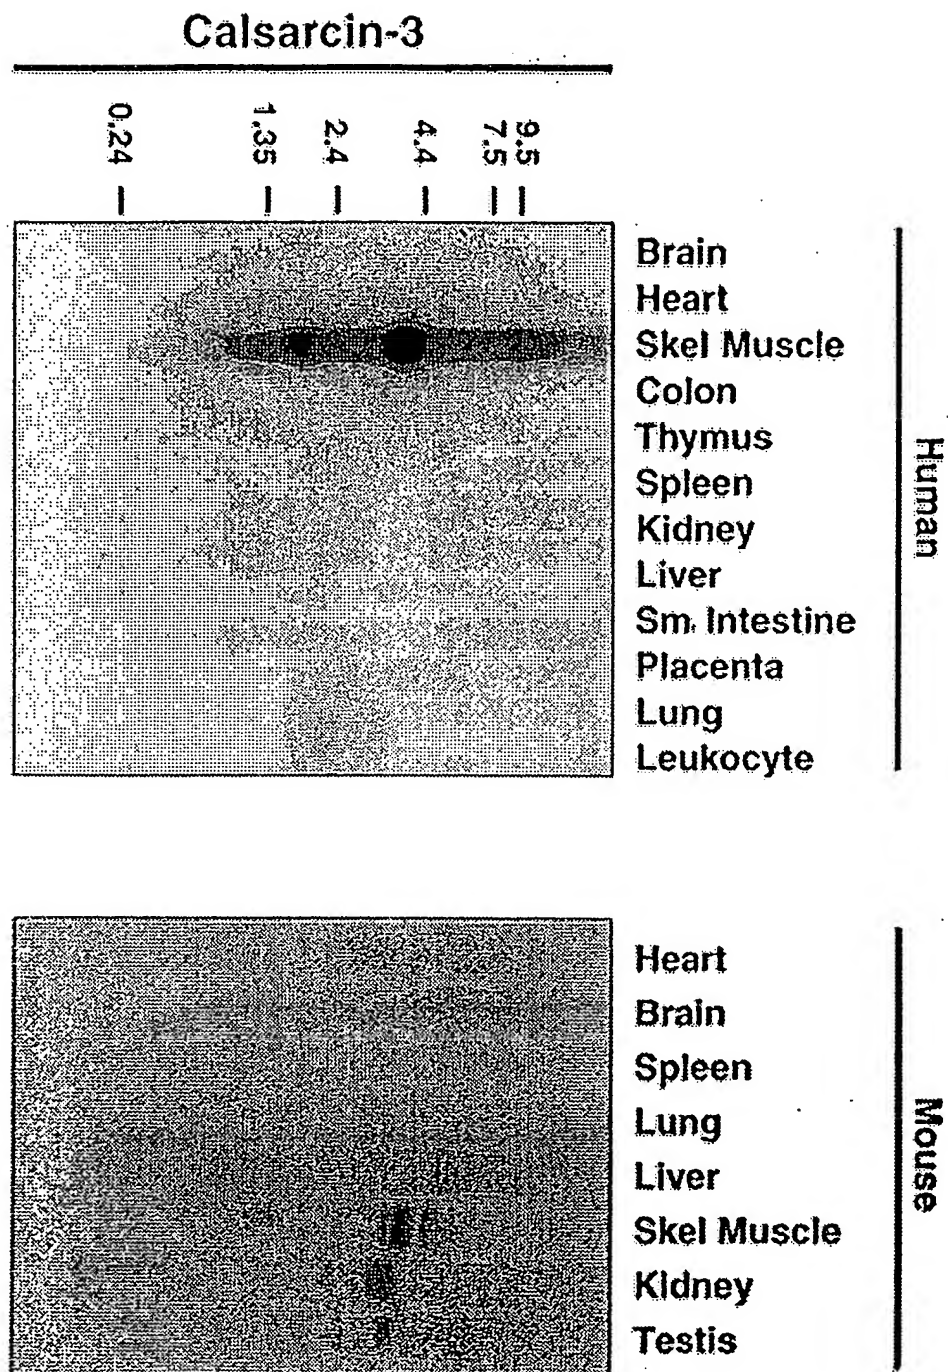 Calsarcin-3
0.24
1.35
2.4
4.4
7.5
9.5
Brain
Heart
Skel Muscle
Colon
Thymus
Spleen
Kidney
Liver
Sm. Intestine
Placenta
Lung
Leukocyte
Human
Heart
Brain
Spleen
Lung
Liver
Skel Muscle
Kidney
Testis
Mouse